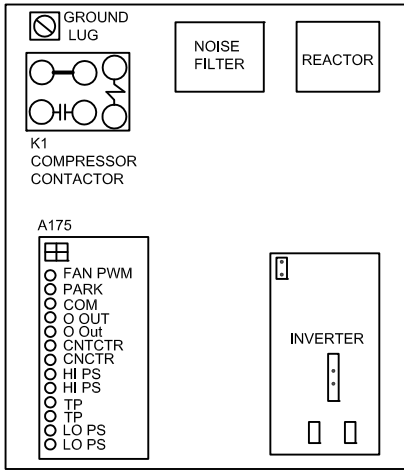 GROUND
LUG
NOISE
FILTER
REACTOR
K1
COMPRESSOR
CONTACTOR
A175
FAN PWM
PARK
COM
O OUT
O Out
CNTCTR
CNCTR
HI PS
HI PS
TP
TP
LO PS
LO PS
INVERTER